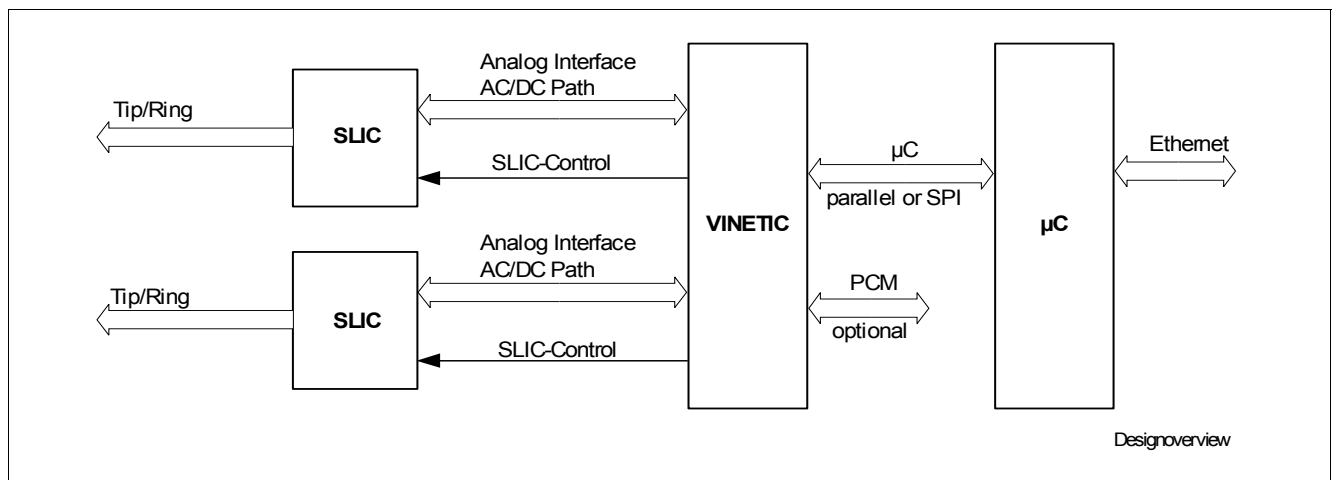 Tip/Ring
SLIC
Analog Interface
AC/DC Path
SLIC-Control
Tip/Ring
SLIC
Analog Interface
AC/DC Path
SLIC-Control
VINETIC
µC
parallel or SPI
PCM
optional
µC
Ethernet
Designoverview